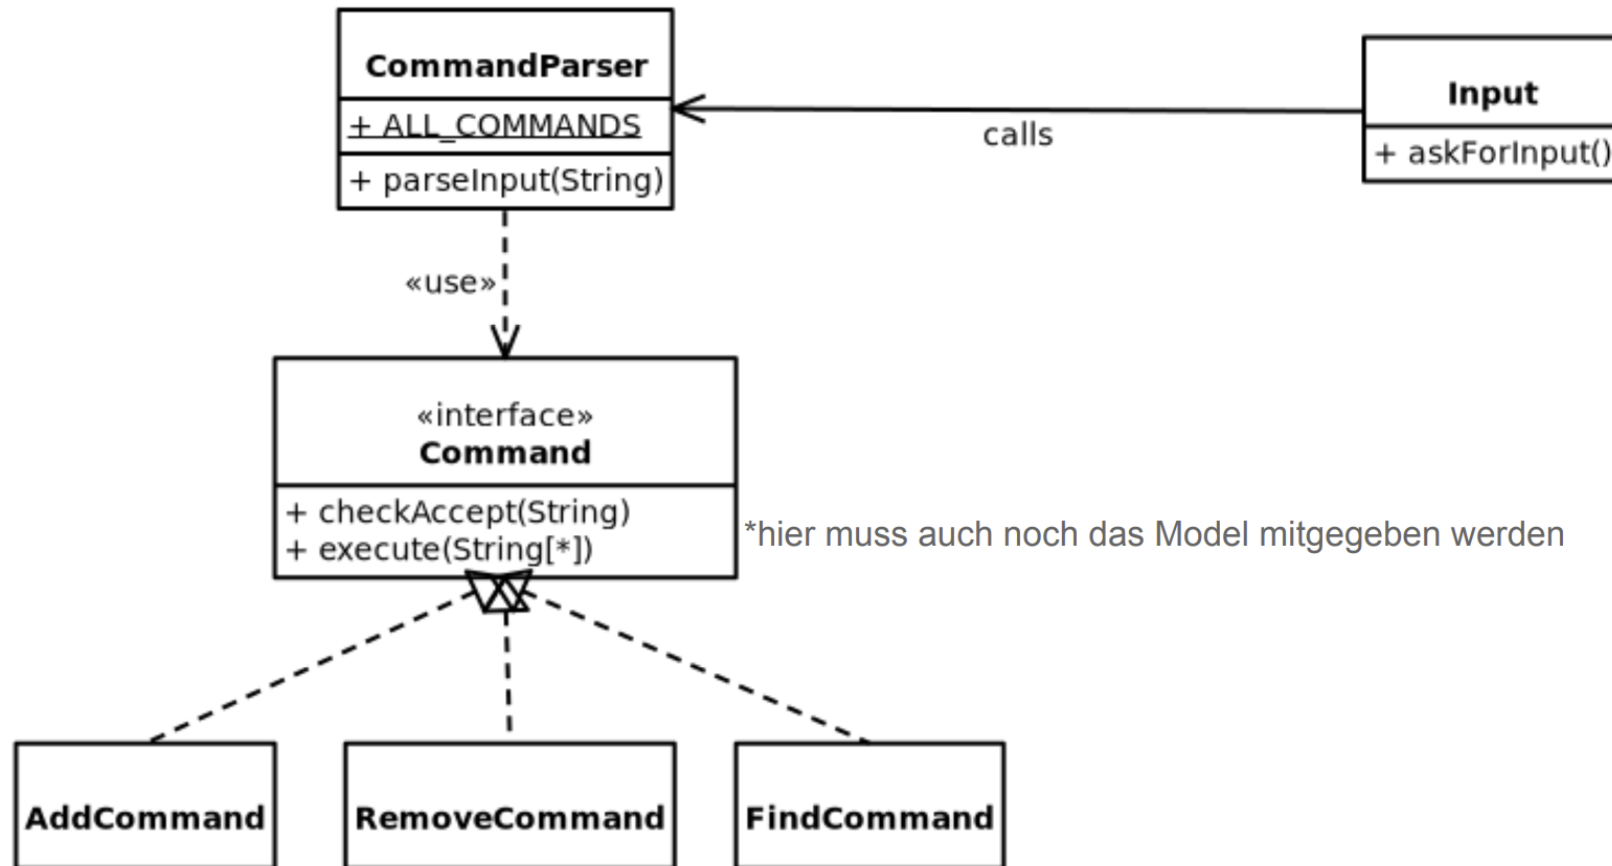 CommandParser
+ ALL_COMMANDS
+ parseInput(String)
calls
Input
+ askForInput()
«use»
«interface»
Command
+ checkAccept(String)
+ execute(String[*])
*hier muss auch noch das Model mitgegeben werden
AddCommand
RemoveCommand
FindCommand